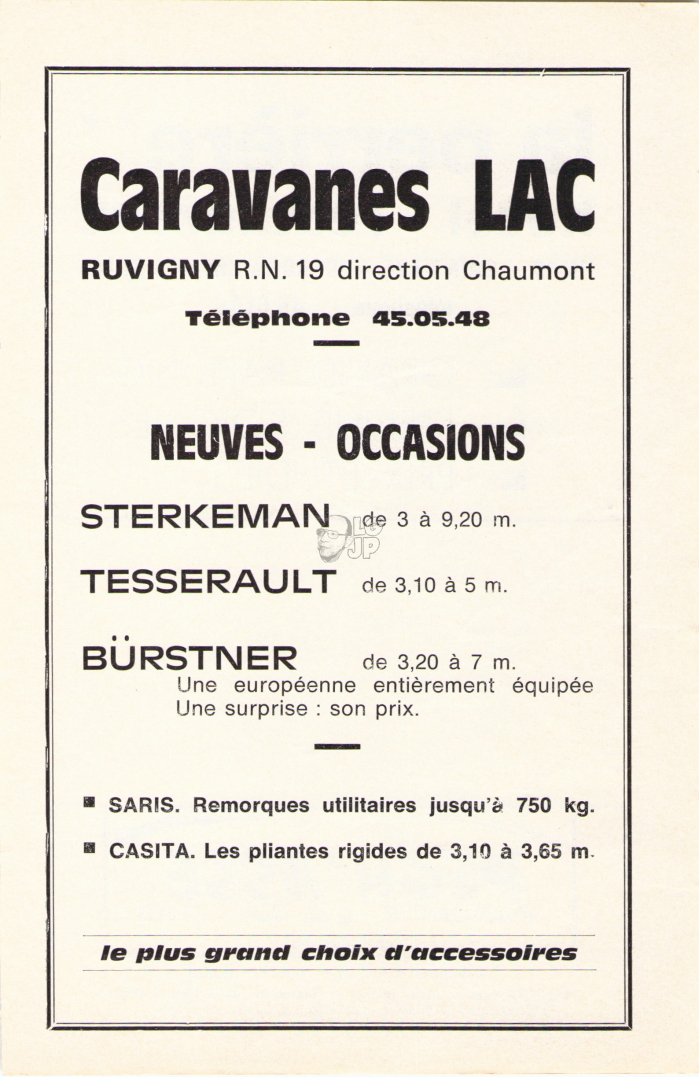 Caravanes LAC
RUVIGNY R.N. 19 direction Chaumont
Téléphone 45.05.48
NEUVES - OCCASIONS
STERKEMAN de 3 à 9,20 m.
LG
JP
TESSERAULT de 3,10 à 5 m.
BÜRSTNER de 3,20 à 7 m.
Une européenne entièrement équipée
Une surprise : son prix.
▪ SARIS. Remorques utilitaires jusqu'à 750 kg.
▪ CASITA. Les pliantes rigides de 3,10 à 3,65 m.
le plus grand choix d'accessoires